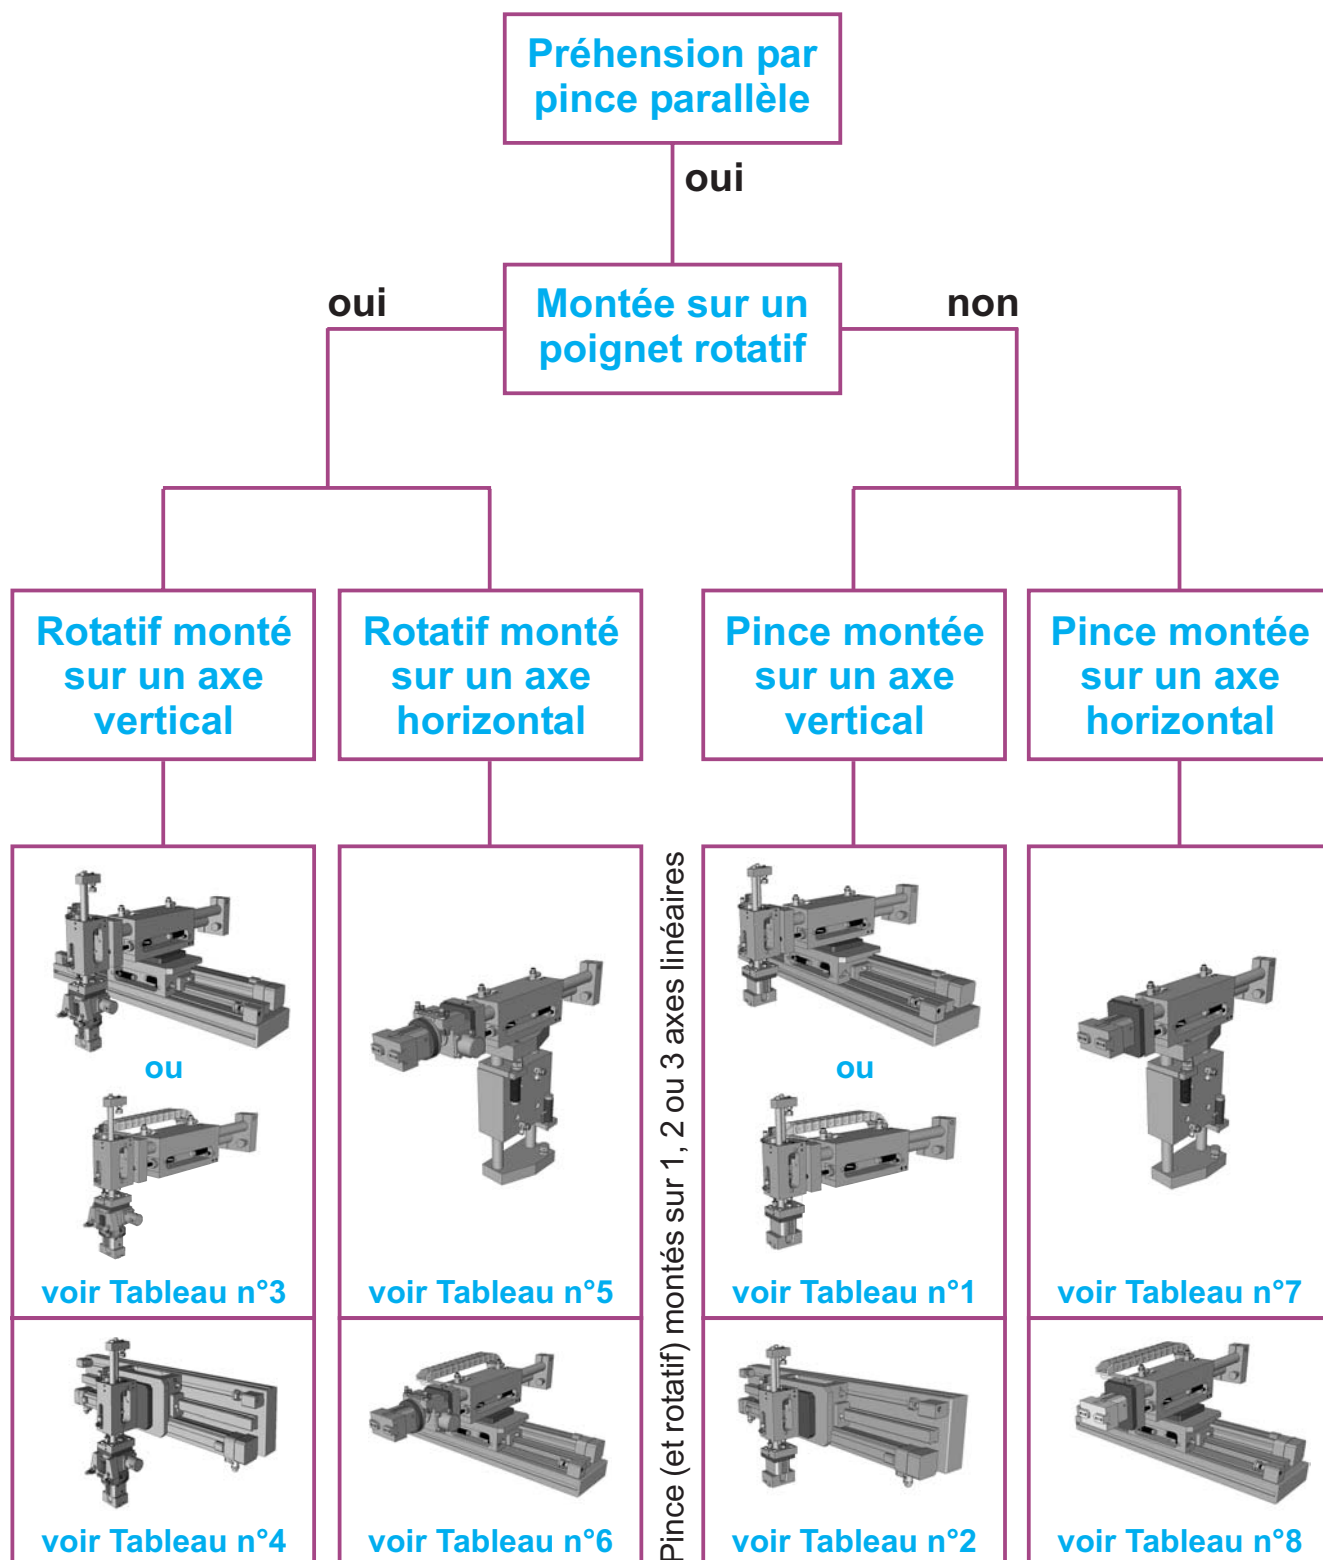 Préhension par
pince parallèle
oui
Montée sur un
poignet rotatif
oui
non
Rotatif monté
sur un axe
vertical
Rotatif monté
sur un axe
horizontal
Pince montée
sur un axe
vertical
Pince montée
sur un axe
horizontal
ou
voir Tableau n°3
voir Tableau n°5
Pince (et rotatif) montés sur 1, 2 ou 3 axes linéaires
ou
voir Tableau n°1
voir Tableau n°7
voir Tableau n°4
voir Tableau n°6
voir Tableau n°2
voir Tableau n°8